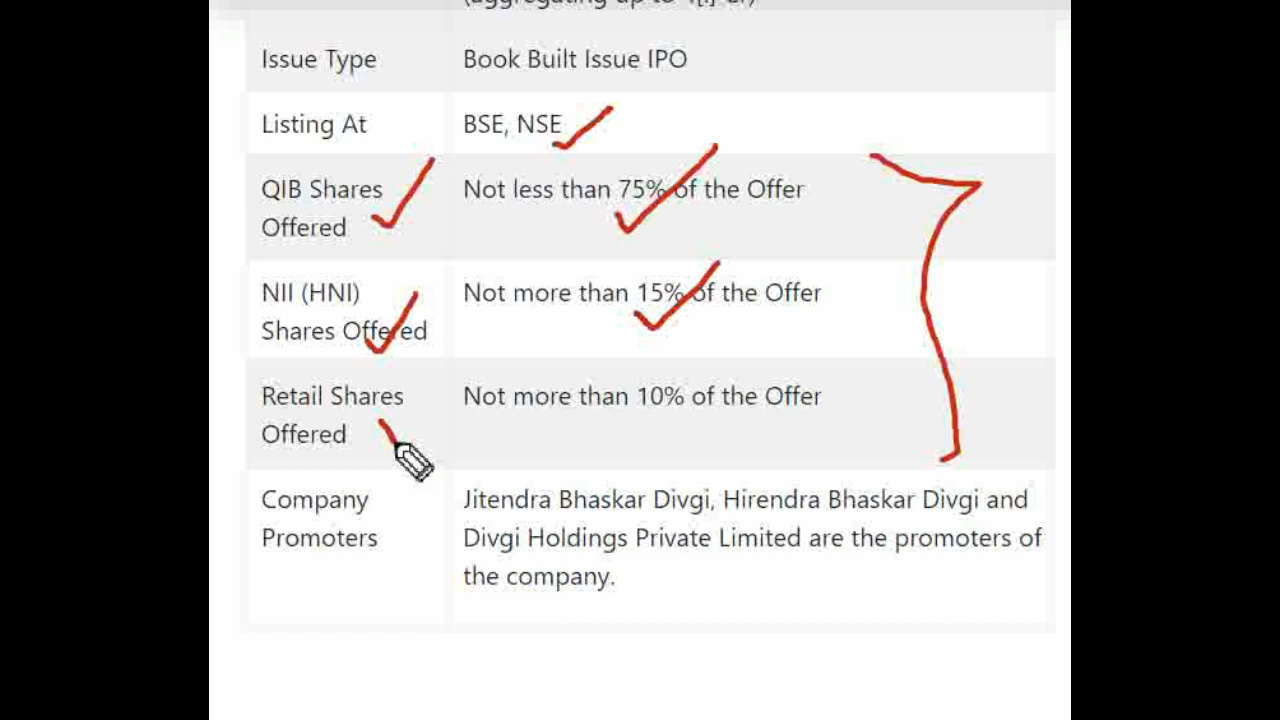 Issue Type Book Built Issue IPO
Listing At BSE, NSE
QIB Shares Not less than 75% of the Offer
Offered
NII (HNI) Not more than 15% of the Offer
Shares Offered
Retail Shares Not more than 10% of the Offer
Offered
Company Jitendra Bhaskar Divgi, Hirendra Bhaskar Divgi and
Promoters Divgi Holdings Private Limited are the promoters of
the company.